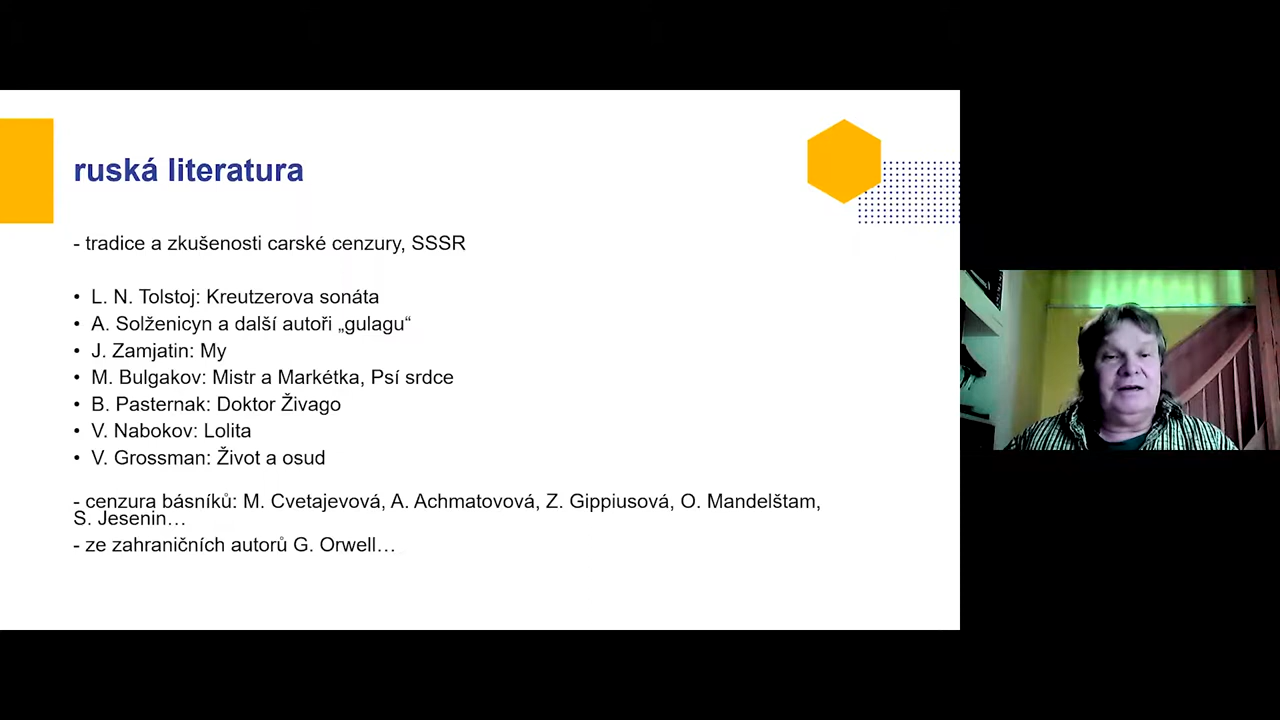 ruská literatura
- tradice a zkušenosti carské cenzury, SSSR
• L. N. Tolstoj: Kreutzerova sonáta
• A. Solženicyn a další autoři „gulagu“
• J. Zamjatin: My
• M. Bulgakov: Mistr a Markétka, Psí srdce
• B. Pasternak: Doktor Živago
• V. Nabokov: Lolita
• V. Grossman: Život a osud
- cenzura básníků: M. Cvetajevová, A. Achmatovová, Z. Gippiusová, O. Mandelštam,
S. Jesenin…
- ze zahraničních autorů G. Orwell…